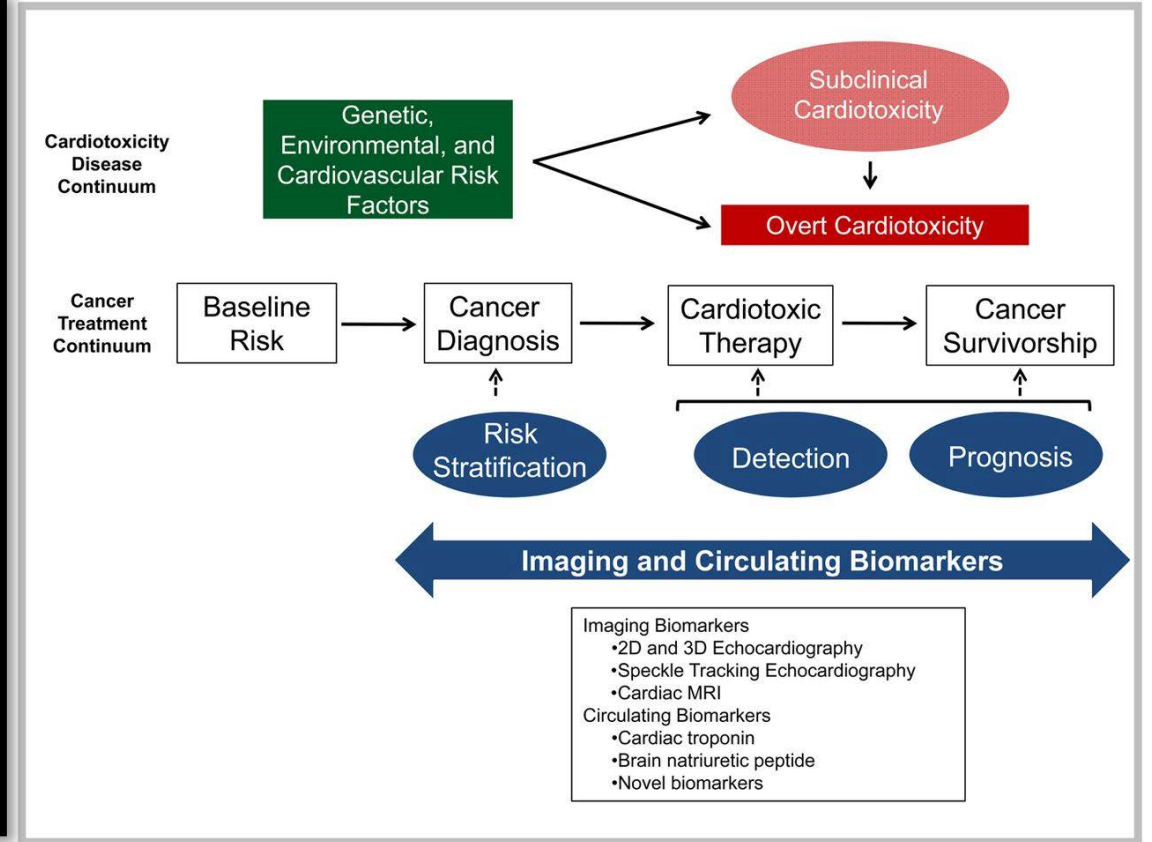 Cardiotoxicity
Disease
Continuum
Genetic,
Environmental, and
Cardiovascular Risk
Factors
Subclinical
Cardiotoxicity
Overt Cardiotoxicity
Cancer
Treatment
Continuum
Baseline
Risk
Cancer
Diagnosis
Cardiotoxic
Therapy
Cancer
Survivorship
Risk
Stratification
Detection
Prognosis
Imaging and Circulating Biomarkers
Imaging Biomarkers
•2D and 3D Echocardiography
•Speckle Tracking Echocardiography
•Cardiac MRI
Circulating Biomarkers
•Cardiac troponin
•Brain natriuretic peptide
•Novel biomarkers